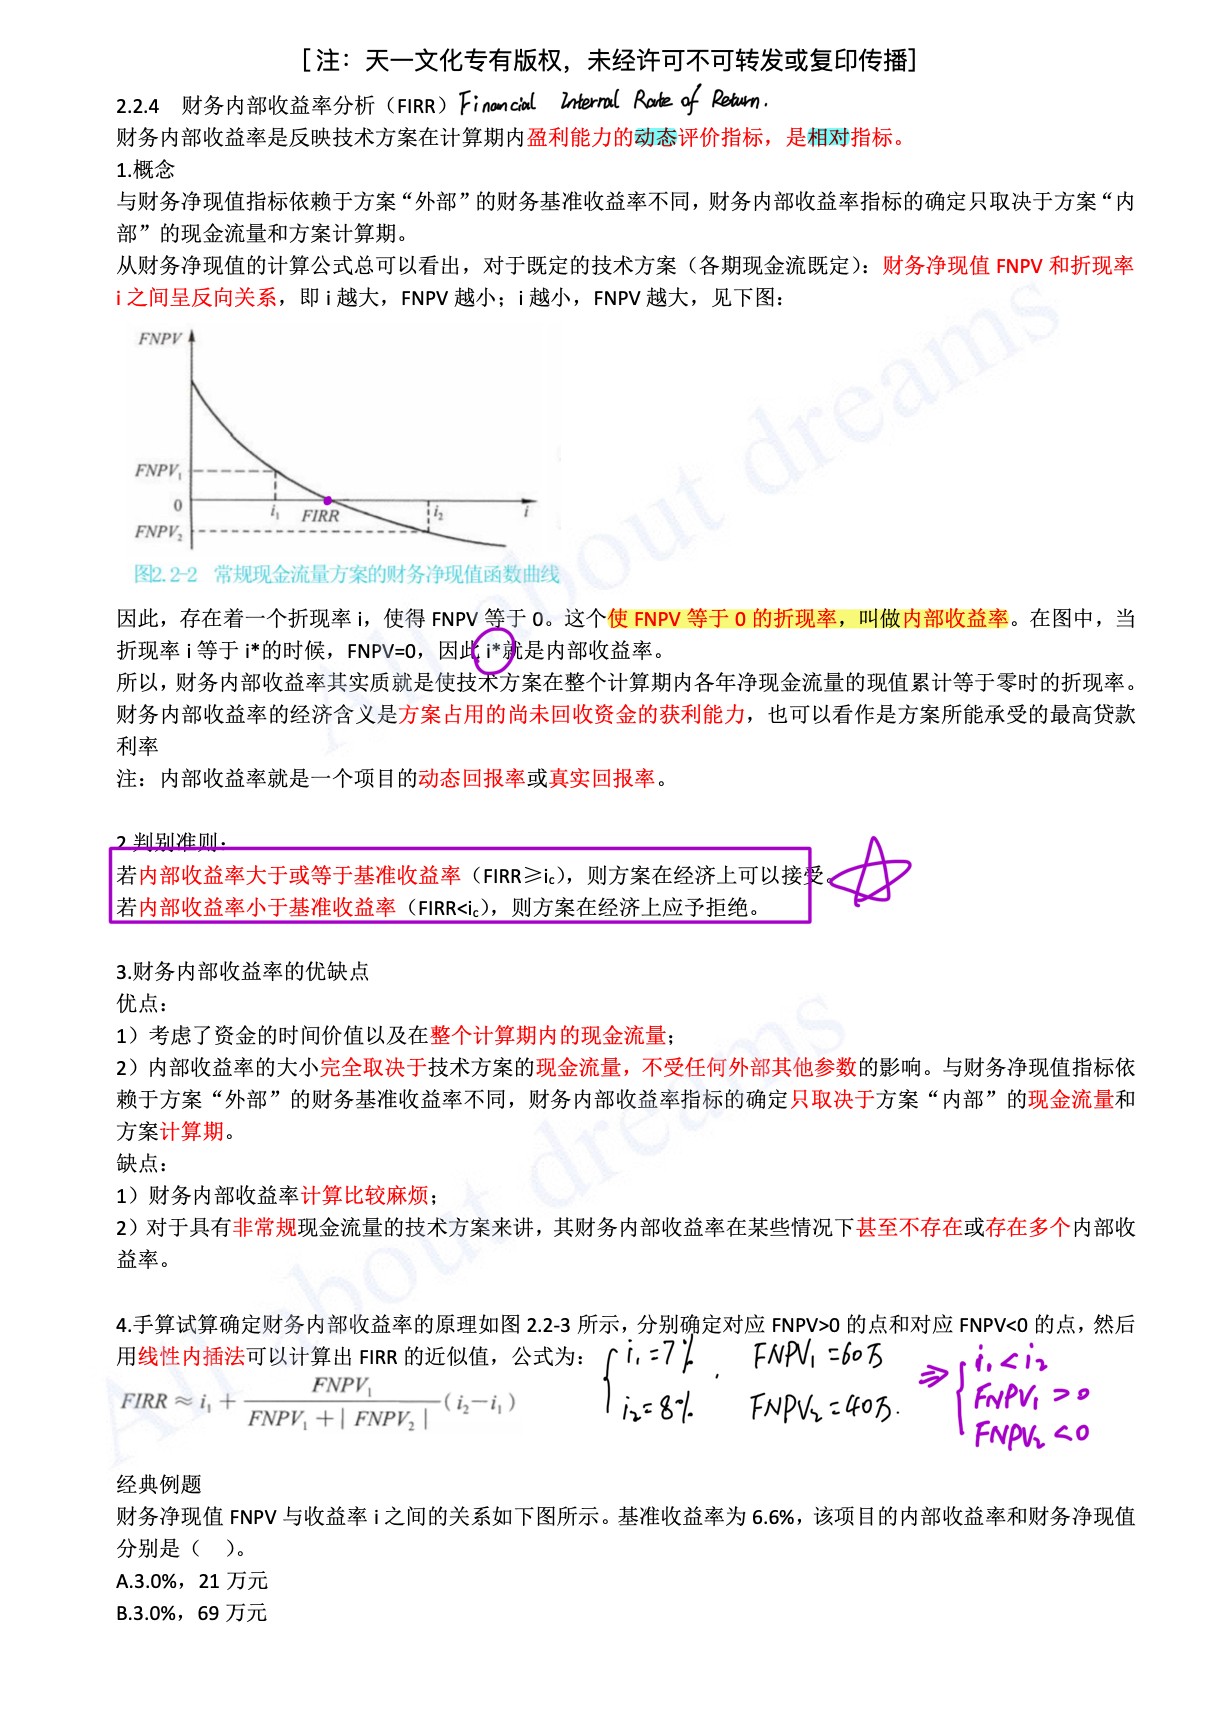 [注：天一文化专有版权，未经许可不可转发或复印传播]
2.2.4 财务内部收益率分析（FIRR）Financial Internal Rate of Return.
财务内部收益率是反映技术方案在计算期内盈利能力的动态评价指标，是相对指标。
1.概念
与财务净现值指标依赖于方案“外部”的财务基准收益率不同，财务内部收益率指标的确定只取决于方案“内
部”的现金流量和方案计算期。
从财务净现值的计算公式总可以看出，对于既定的技术方案（各期现金流既定）：财务净现值 FNPV 和折现率
i 之间呈反向关系，即 i 越大，FNPV 越小；i 越小，FNPV 越大，见下图：
FNPV
FNPV₁
0 i₁ FIRR i₂ i
FNPV₂
图2.2-2 常规现金流量方案的财务净现值函数曲线
因此，存在着一个折现率 i，使得 FNPV 等于 0。这个使 FNPV 等于 0 的折现率，叫做内部收益率。在图中，当
折现率 i 等于 i*的时候，FNPV=0，因此 i*就是内部收益率。
所以，财务内部收益率其实质就是使技术方案在整个计算期内各年净现金流量的现值累计等于零时的折现率。
财务内部收益率的经济含义是方案占用的尚未回收资金的获利能力，也可以看作是方案所能承受的最高贷款
利率
注：内部收益率就是一个项目的动态回报率或真实回报率。
2.判别准则：
若内部收益率大于或等于基准收益率（FIRR≥ic），则方案在经济上可以接受。
若内部收益率小于基准收益率（FIRR<ic），则方案在经济上应予拒绝。
3.财务内部收益率的优缺点
优点：
1）考虑了资金的时间价值以及在整个计算期内的现金流量；
2）内部收益率的大小完全取决于技术方案的现金流量，不受任何外部其他参数的影响。与财务净现值指标依
赖于方案“外部”的财务基准收益率不同，财务内部收益率指标的确定只取决于方案“内部”的现金流量和
方案计算期。
缺点：
1）财务内部收益率计算比较麻烦；
2）对于具有非常规现金流量的技术方案来讲，其财务内部收益率在某些情况下甚至不存在或存在多个内部收
益率。
4.手算试算确定财务内部收益率的原理如图 2.2-3 所示，分别确定对应 FNPV>0 的点和对应 FNPV<0 的点，然后
用线性内插法可以计算出 FIRR 的近似值，公式为：
FIRR ≈ i₁ + FNPV₁ / (FNPV₁ + | FNPV₂ |) (i₂−i₁)
i₁=7%， FNPV₁=60万
i₂=8% FNPV₂=40万.
⇒ i₁<i₂
FNPV₁ >0
FNPV₂ <0
经典例题
财务净现值 FNPV 与收益率 i 之间的关系如下图所示。基准收益率为 6.6%，该项目的内部收益率和财务净现值
分别是（ ）。
A.3.0%，21 万元
B.3.0%，69 万元
All about dreams
All about dreams